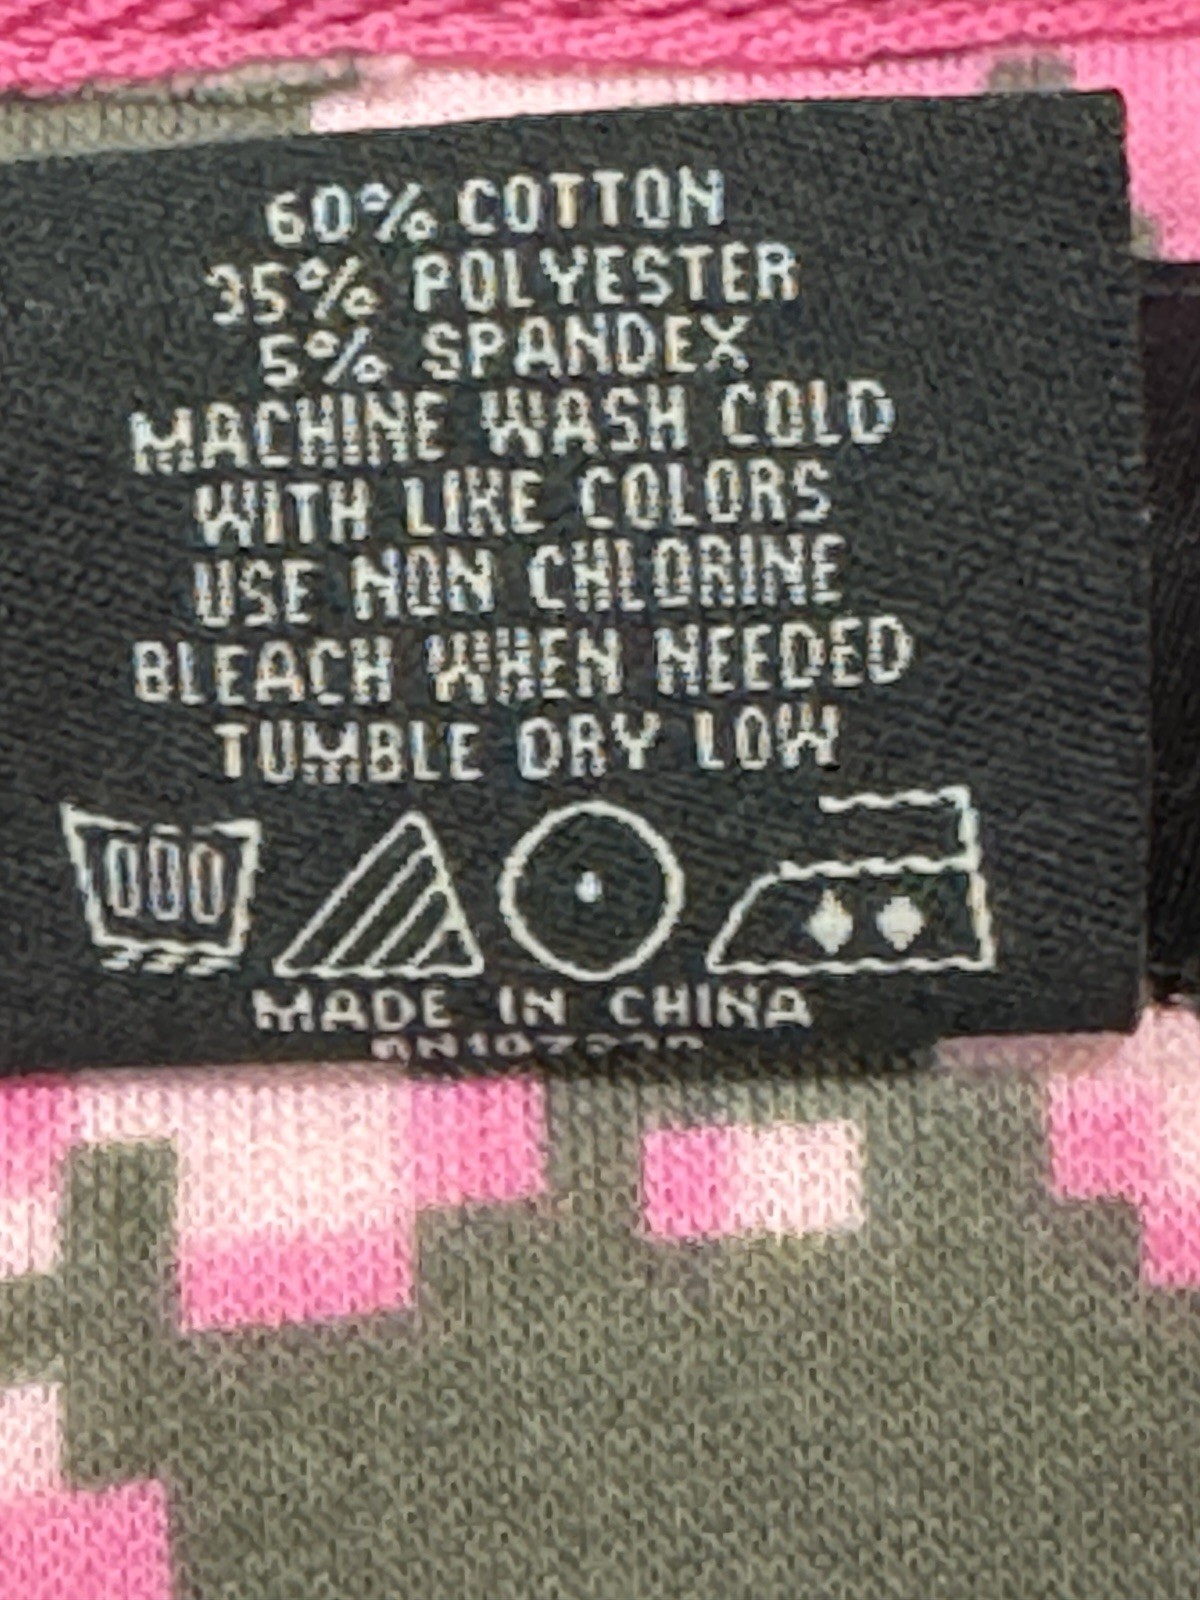 60% COTTON
35% POLYESTER
5% SPANDEX
MACHINE WASH COLD
WITH LIKE COLORS
USE NON CHLORINE
BLEACH WHEN NEEDED
TUMBLE DRY LOW
MADE IN CHINA